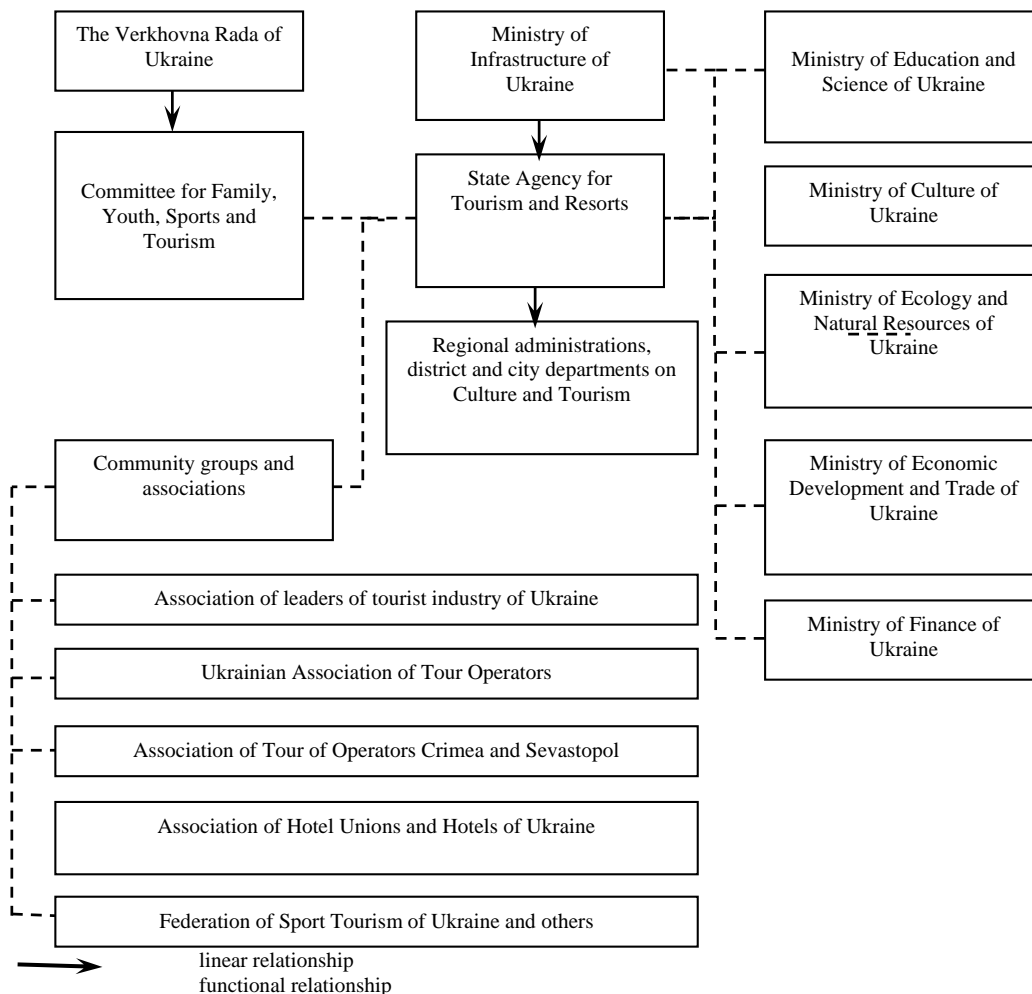 The Verkhovna Rada of
Ukraine
Ministry of
Infrastructure of
Ukraine
Ministry of Education and
Science of Ukraine
Committee for Family,
Youth, Sports and
Tourism
State Agency for
Tourism and Resorts
Ministry of Culture of
Ukraine
Ministry of Ecology and
Natural Resources of
Ukraine
Regional administrations,
district and city departments on
Culture and Tourism
Community groups and
associations
Ministry of Economic
Development and Trade of
Ukraine
Association of leaders of tourist industry of Ukraine
Ministry of Finance of
Ukraine
Ukrainian Association of Tour Operators
Association of Tour of Operators Crimea and Sevastopol
Association of Hotel Unions and Hotels of Ukraine
Federation of Sport Tourism of Ukraine and others
linear relationship
functional relationship